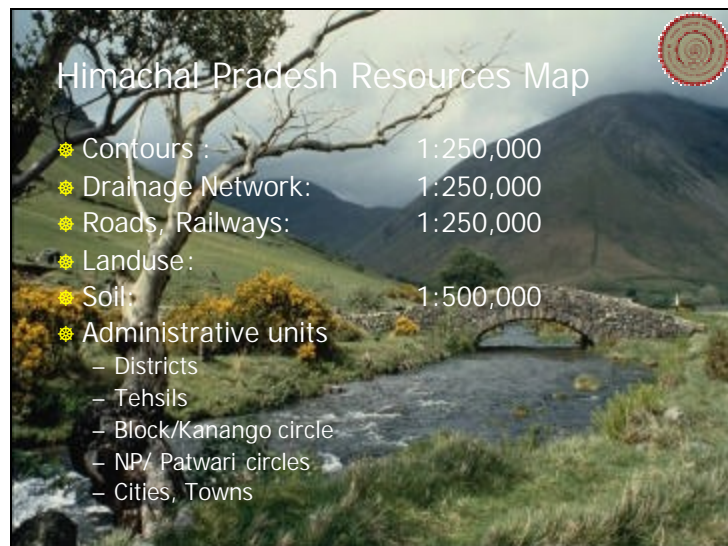 Himachal Pradesh Resources Map
Contours : 1:250,000
Drainage Network: 1:250,000
Roads, Railways: 1:250,000
Landuse:
Soil: 1:500,000
Administrative units
– Districts
– Tehsils
– Block/Kanango circle
– NP/ Patwari circles
– Cities, Towns